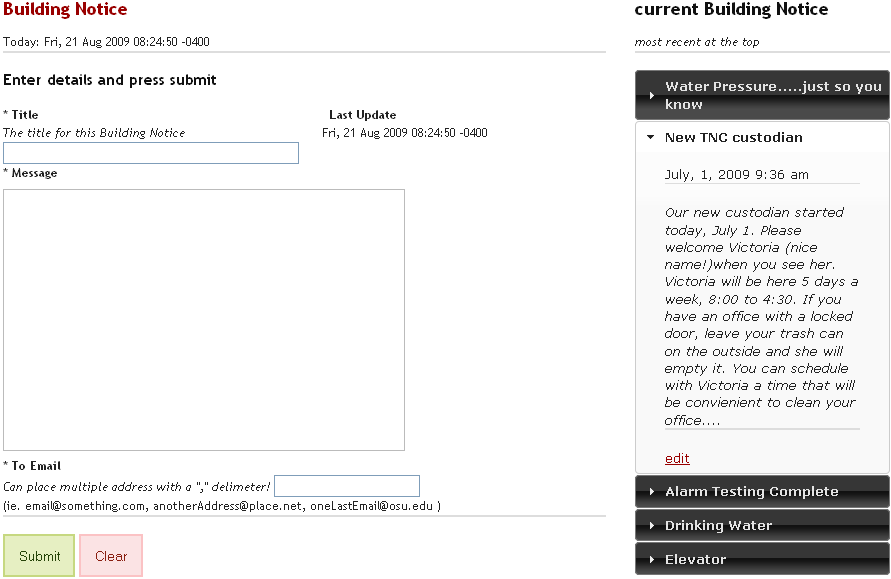 Building Notice
Today: Fri, 21 Aug 2009 08:24:50 -0400
Enter details and press submit
* Title
The title for this Building Notice
Last Update
Fri, 21 Aug 2009 08:24:50 -0400
* Message
* To Email
Can place multiple address with a "," delimeter!
(ie. email@something.com, anotherAddress@place.net, oneLastEmail@osu.edu )
Submit
Clear
current Building Notice
most recent at the top
Water Pressure.....just so you
know
New TNC custodian
July, 1, 2009 9:36 am
Our new custodian started
today, July 1. Please
welcome Victoria (nice
name!)when you see her.
Victoria will be here 5 days a
week, 8:00 to 4:30. If you
have an office with a locked
door, leave your trash can
on the outside and she will
empty it. You can schedule
with Victoria a time that will
be convienient to clean your
office....
edit
Alarm Testing Complete
Drinking Water
Elevator